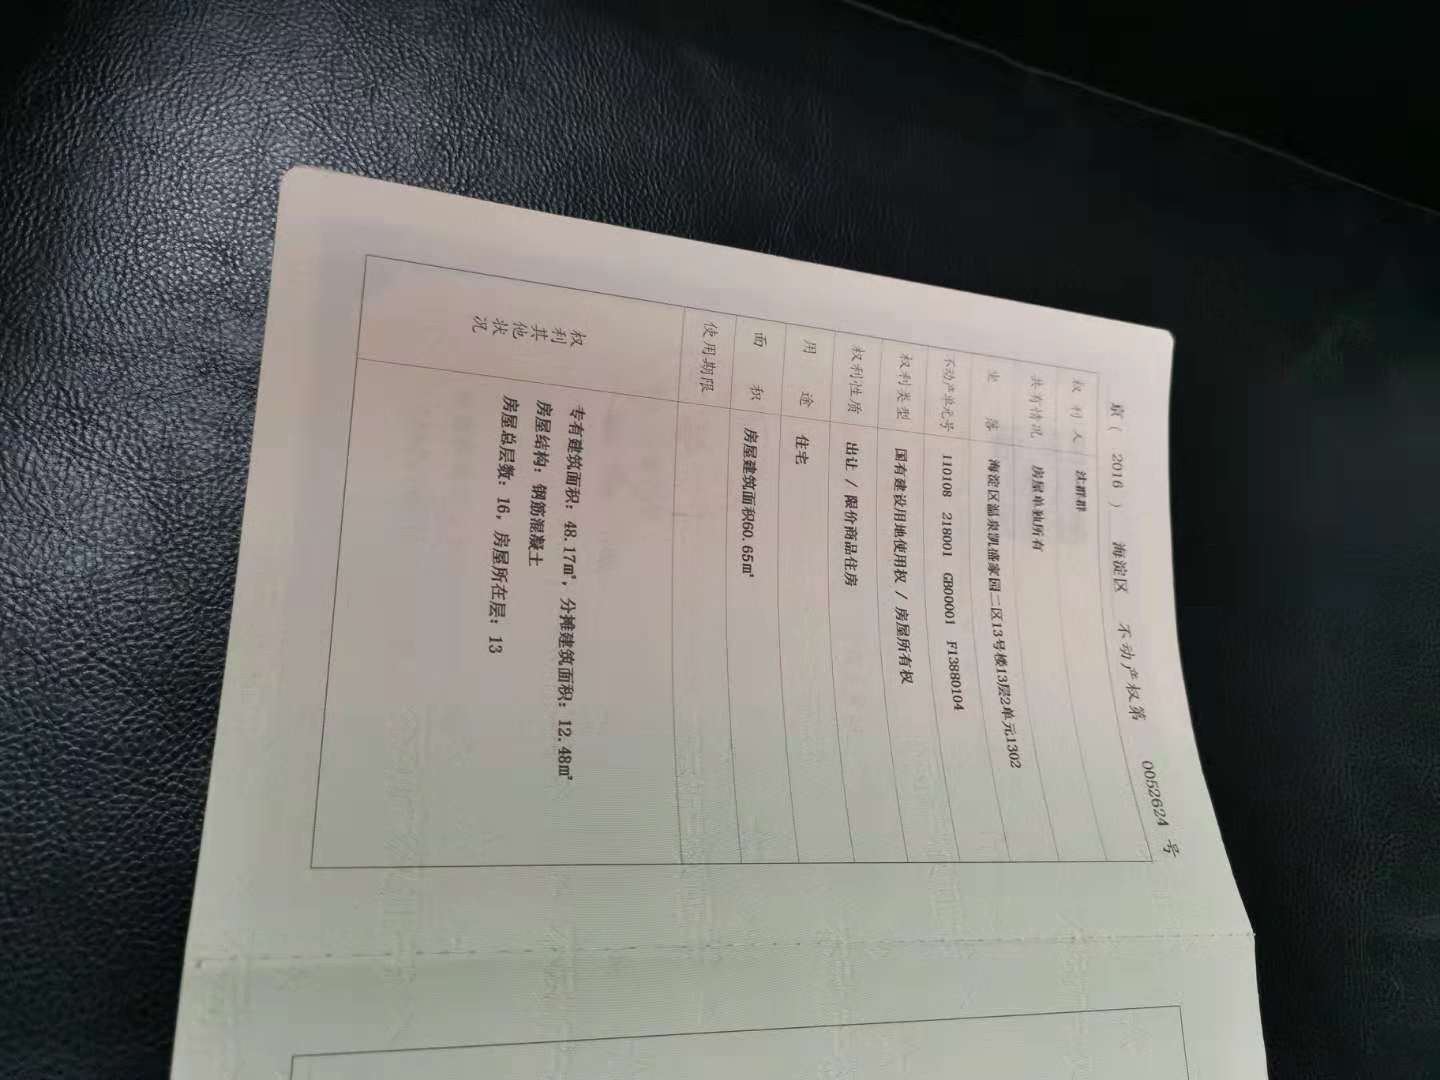 京( 2016 ) 海淀区 不动产权第 0052624 号
权利人 沈群群
共有情况 房屋单独所有
坐落 海淀区温泉凯盛家园二区13号楼13层2单元1302
不动产单元号 110108 218001 GB00001 F13880104
权利类型 国有建设用地使用权 / 房屋所有权
权利性质 出让 / 限价商品住房
用途 住宅
面积 房屋建筑面积60.65㎡
使用期限
权利其他状况
专有建筑面积: 48.17㎡, 分摊建筑面积: 12.48㎡
房屋结构: 钢筋混凝土
房屋总层数: 16, 房屋所在层: 13